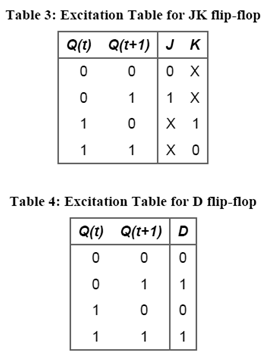 Table 3: Excitation Table for JK flip-flop
Q(t) Q(t+1) J K
0 0 0 X
0 1 1 X
1 0 X 1
1 1 X 0
Table 4: Excitation Table for D flip-flop
Q(t) Q(t+1) D
0 0 0
0 1 1
1 0 0
1 1 1